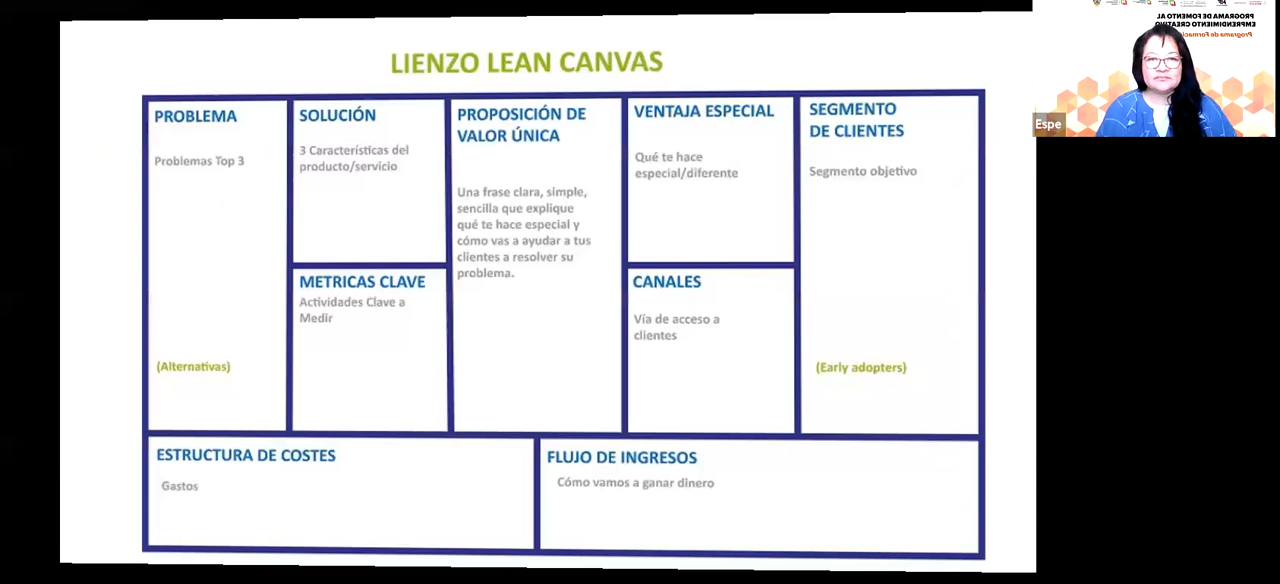 LIENZO LEAN CANVAS
PROBLEMA
Problemas Top 3
(Alternativas)
SOLUCIÓN
3 Características del
producto/servicio
METRICAS CLAVE
Actividades Clave a
Medir
PROPOSICIÓN DE
VALOR ÚNICA
Una frase clara, simple,
sencilla que explique
qué te hace especial y
cómo vas a ayudar a tus
clientes a resolver su
problema.
VENTAJA ESPECIAL
Qué te hace
especial/diferente
CANALES
Vía de acceso a
clientes
SEGMENTO
DE CLIENTES
Segmento objetivo
(Early adopters)
ESTRUCTURA DE COSTES
Gastos
FLUJO DE INGRESOS
Cómo vamos a ganar dinero
PROGRAMA DE FOMENTO AL
EMPRENDIMIENTO CREATIVO
Programa de Formació
Espe